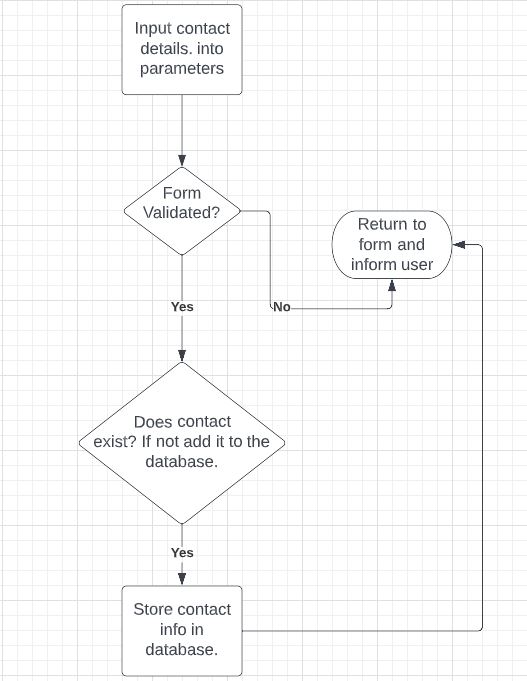 Input contact
details. into
parameters
Form
Validated?
Return to
form and
inform user
Yes
No
Does contact
exist? If not add it to the
database.
Yes
Store contact
info in
database.